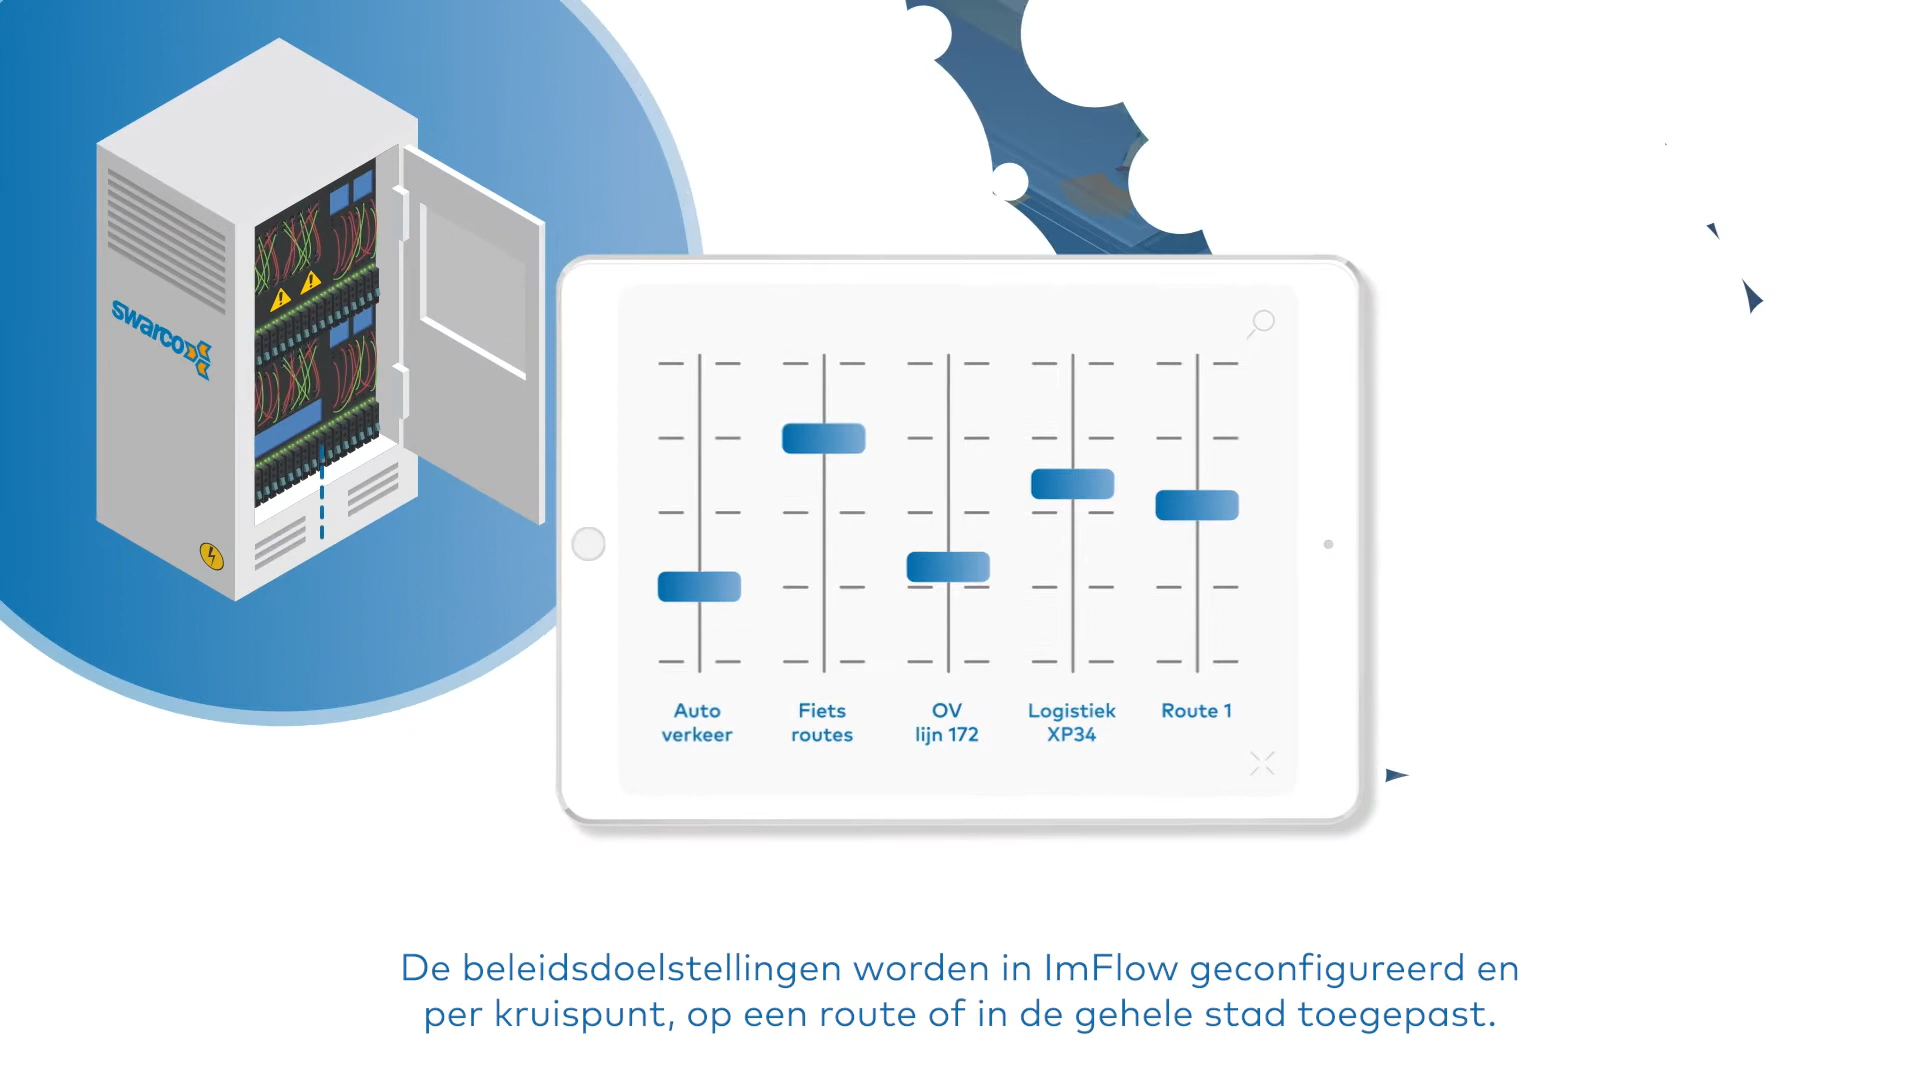 swarco
Auto
verkeer
Fiets
routes
OV
lijn 172
Logistiek
XP34
Route 1
De beleidsdoelstellingen worden in ImFlow geconfigureerd en
per kruispunt, op een route of in de gehele stad toegepast.